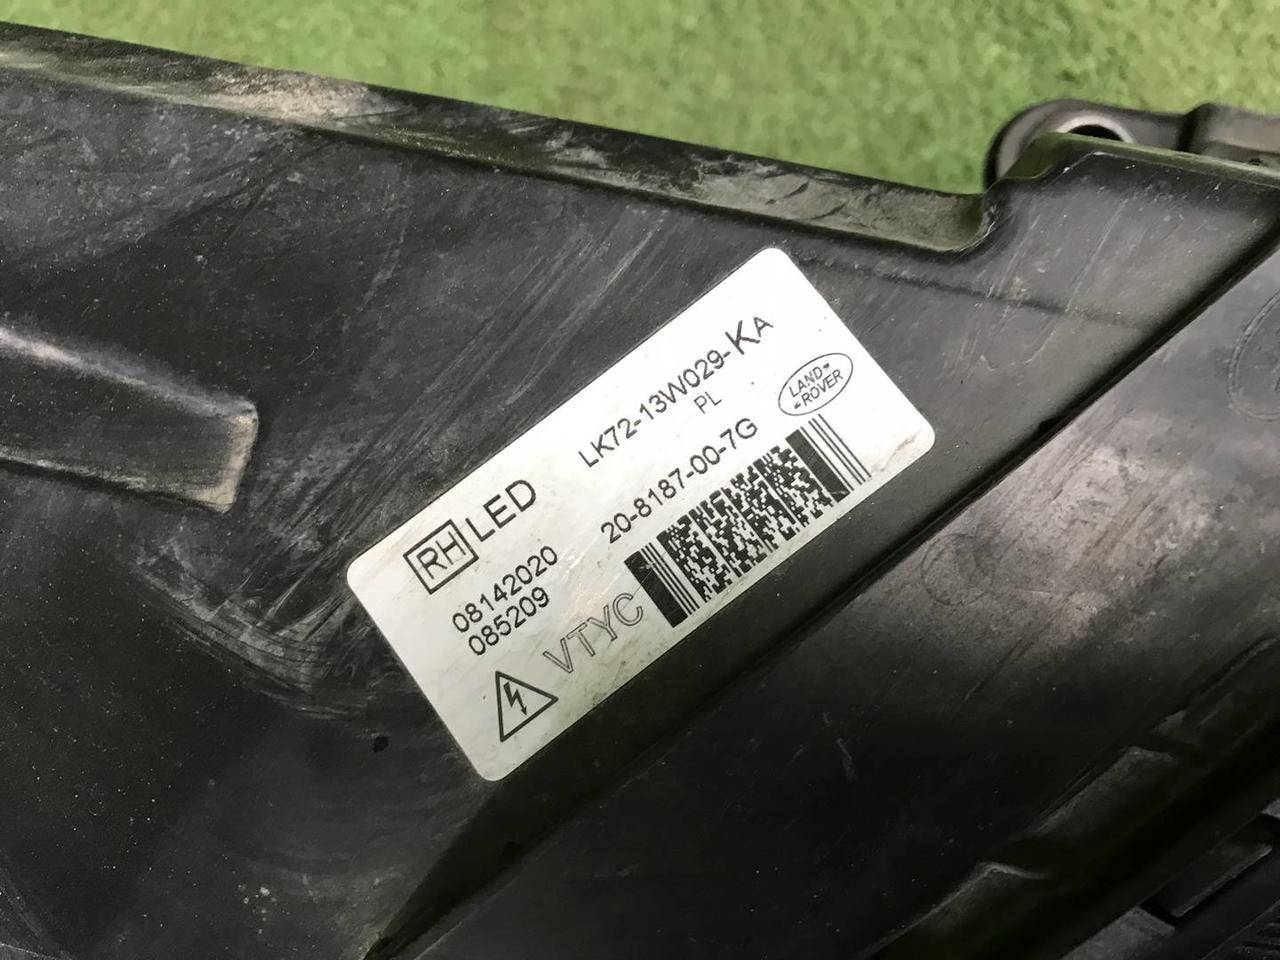 LK72-13W029-KA
PL
LAND-
-ROVER
RH LED
20-8187-00-7G
08142020
085209
VTYC